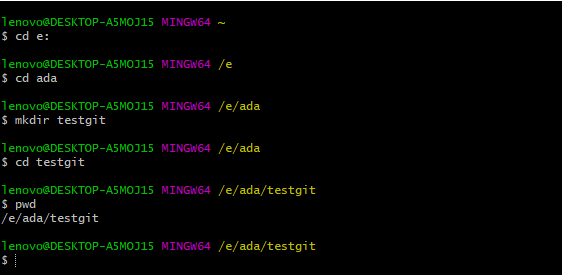 lenovo@DESKTOP-A5MOJ15 MINGW64 ~
$ cd e:
lenovo@DESKTOP-A5MOJ15 MINGW64 /e
$ cd ada
lenovo@DESKTOP-A5MOJ15 MINGW64 /e/ada
$ mkdir testgit
lenovo@DESKTOP-A5MOJ15 MINGW64 /e/ada
$ cd testgit
lenovo@DESKTOP-A5MOJ15 MINGW64 /e/ada/testgit
$ pwd
/e/ada/testgit
lenovo@DESKTOP-A5MOJ15 MINGW64 /e/ada/testgit
$